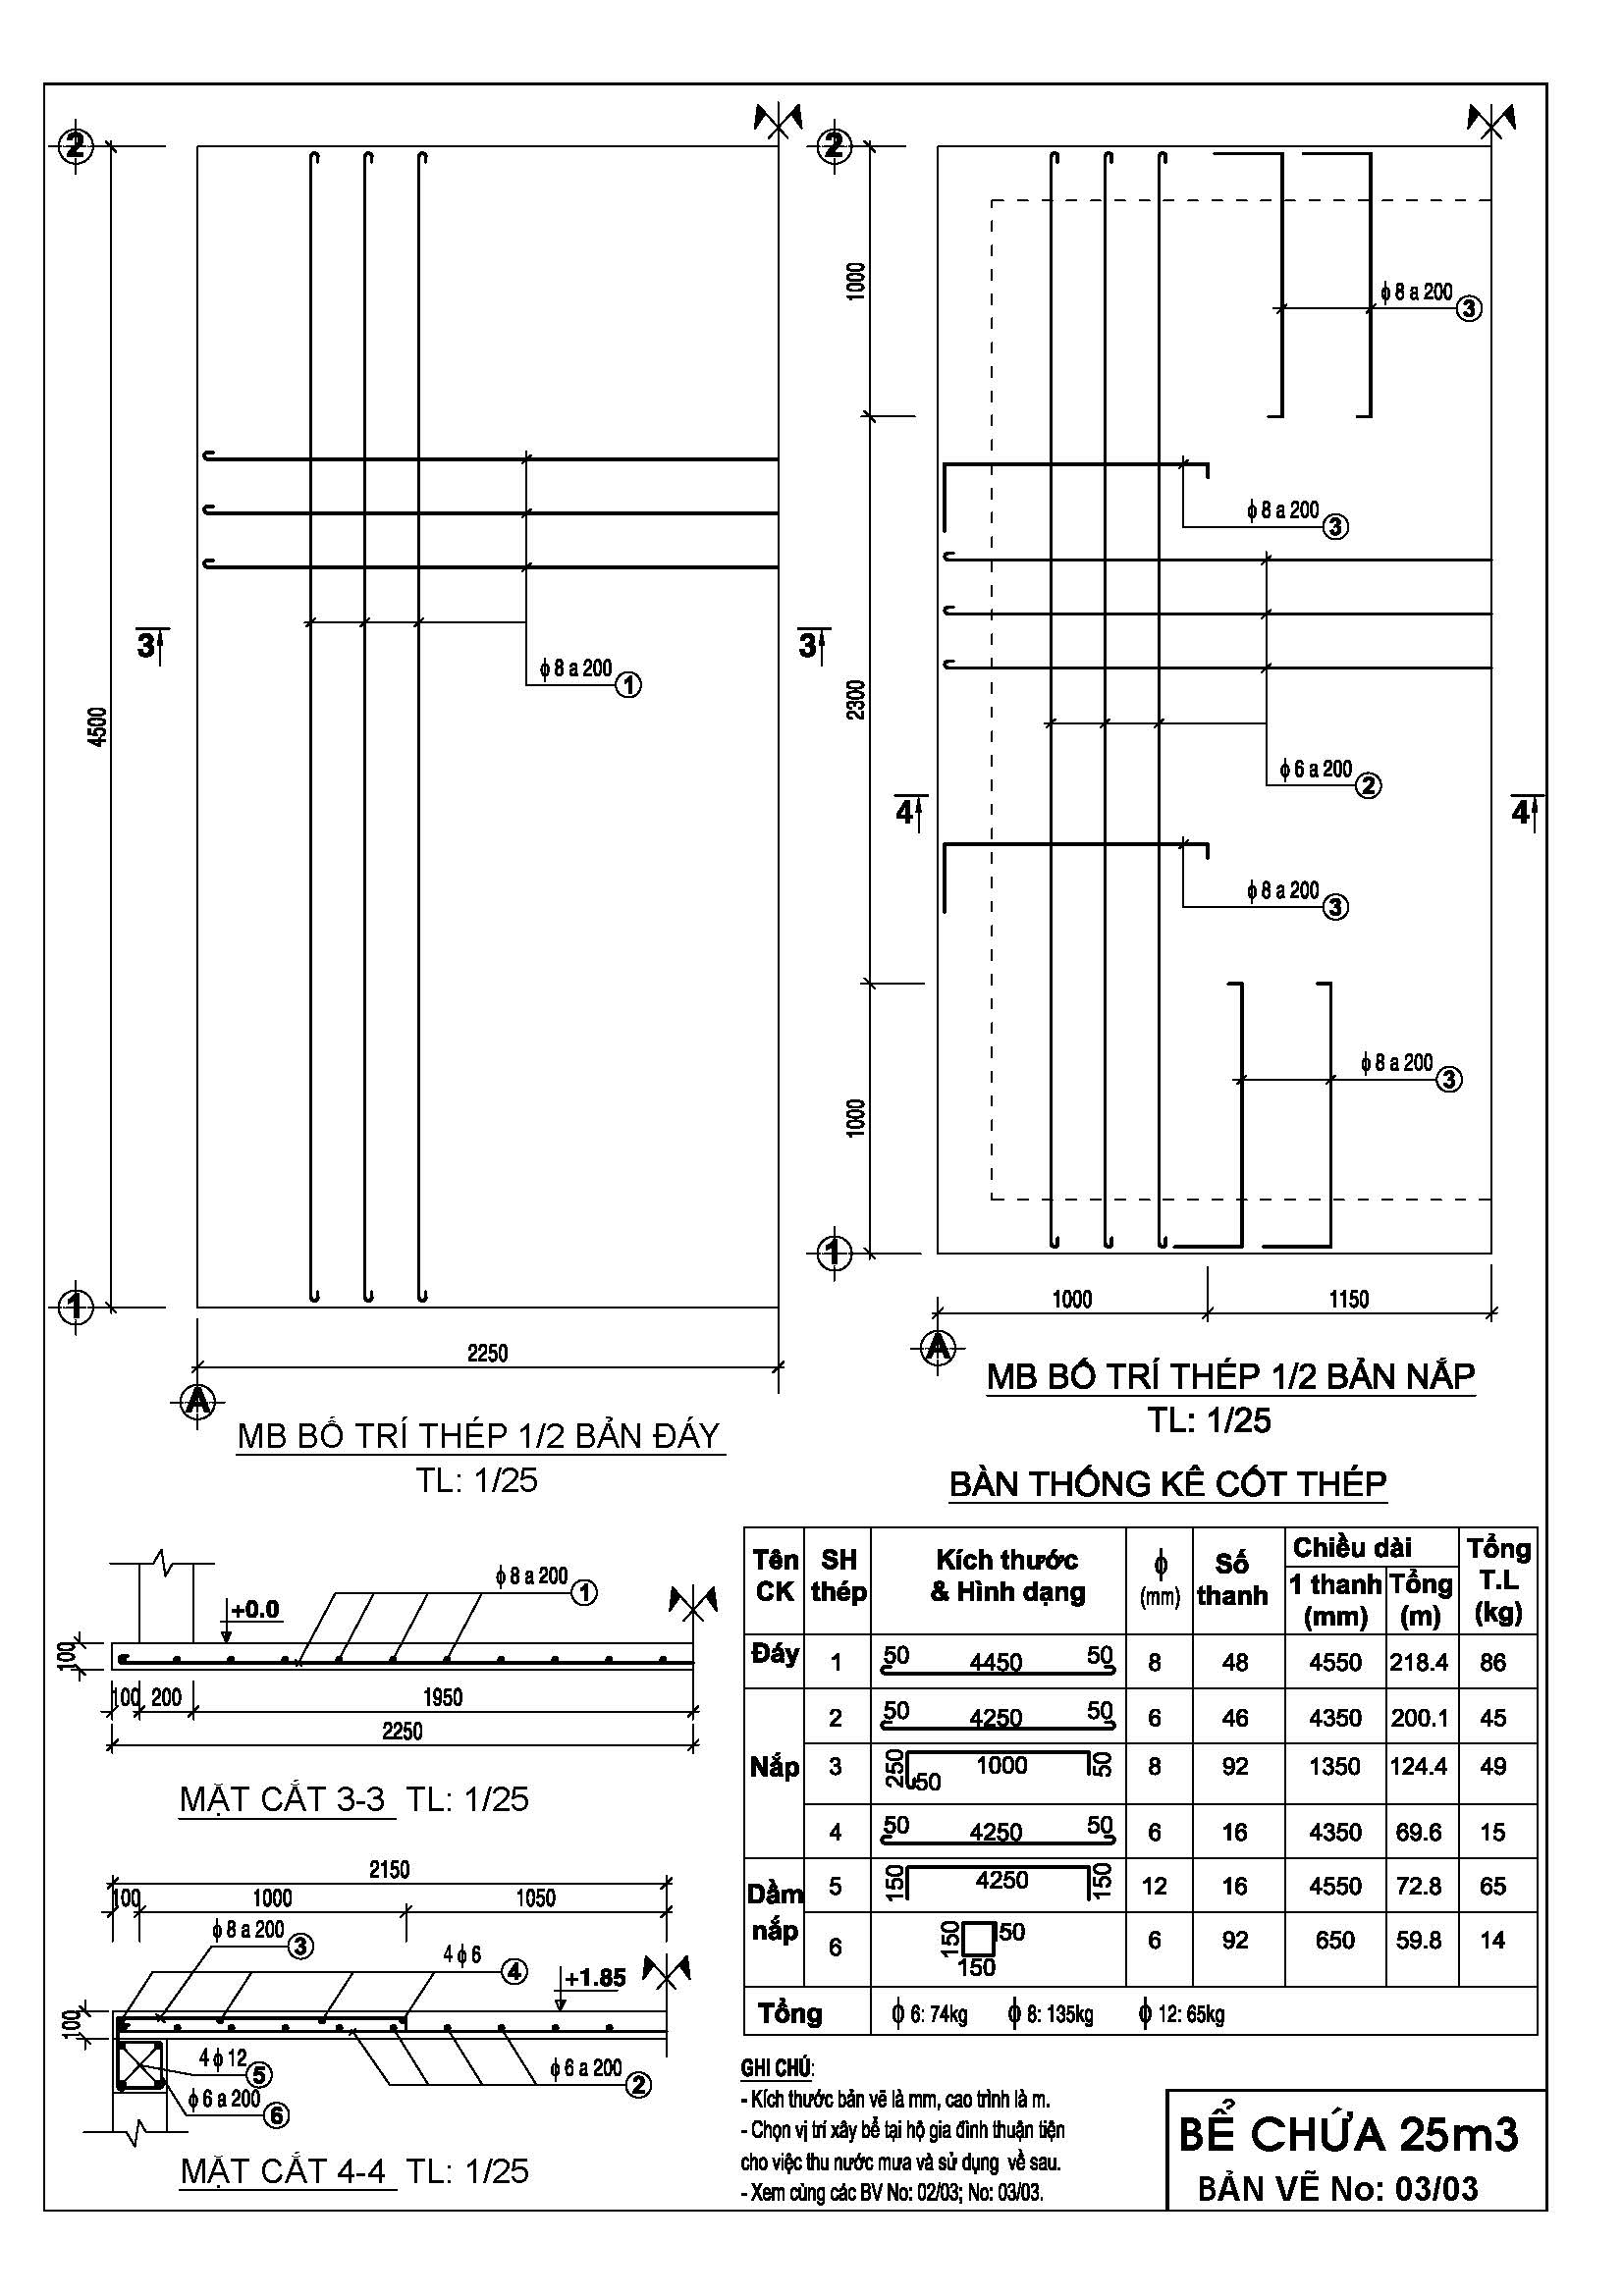 2
2
1000
ϕ 8 a 200 3
ϕ 8 a 200 3
3
3
ϕ 8 a 200 1
4500
2300
ϕ 6 a 200 2
4
4
ϕ 8 a 200 3
ϕ 8 a 200 3
1000
1
1
1000
1150
2250
A
A
MB BỐ TRÍ THÉP 1/2 BẢN NẮP
TL: 1/25
MB BỐ TRÍ THÉP 1/2 BẢN ĐÁY
TL: 1/25
ϕ 8 a 200 1
+0.0
100
100 200 1950
2250
MẶT CẮT 3-3 TL: 1/25
2150
100 1000 1050
ϕ 8 a 200 3
4 ϕ 6 4
+1.85
100
4 ϕ 12 5
ϕ 6 a 200 2
ϕ 6 a 200 6
MẶT CẮT 4-4 TL: 1/25
BÀN THỐNG KÊ CỐT THÉP
Tên CK SH thép Kích thước & Hình dạng ϕ (mm) Số thanh Chiều dài 1 thanh (mm) Tổng (m) Tổng T.L (kg)
Đáy 1 50 4450 50 8 48 4550 218.4 86
Nắp 2 50 4250 50 6 46 4350 200.1 45
3 250 50 1000 50 8 92 1350 124.4 49
4 50 4250 50 6 16 4350 69.6 15
Dầm nắp 5 150 4250 150 12 16 4550 72.8 65
6 150 50 150 6 92 650 59.8 14
Tổng ϕ 6: 74kg ϕ 8: 135kg ϕ 12: 65kg
GHI CHÚ:
- Kích thước bản vẽ là mm, cao trình là m.
- Chọn vị trí xây bể tại hộ gia đình thuận tiện
cho việc thu nước mưa và sử dụng về sau.
- Xem cùng các BV No: 02/03; No: 03/03.
BỂ CHỨA 25m3
BẢN VẼ No: 03/03